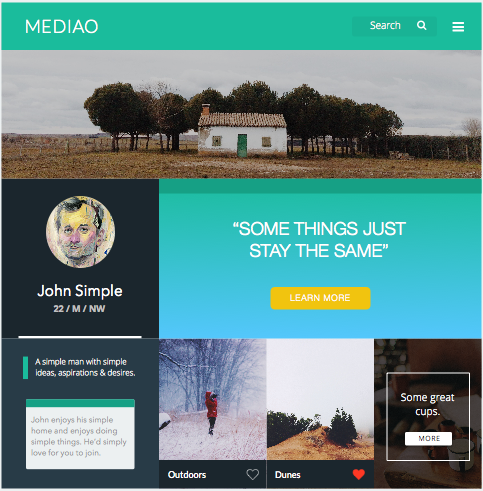 MEDIAO
Search
“SOME THINGS JUST
STAY THE SAME”
LEARN MORE
John Simple
22 / M / NW
A simple man with simple
ideas, aspirations & desires.
John enjoys his simple
home and enjoys doing
simple things. He'd simply
love for you to join.
Outdoors
Dunes
Some great
cups.
MORE